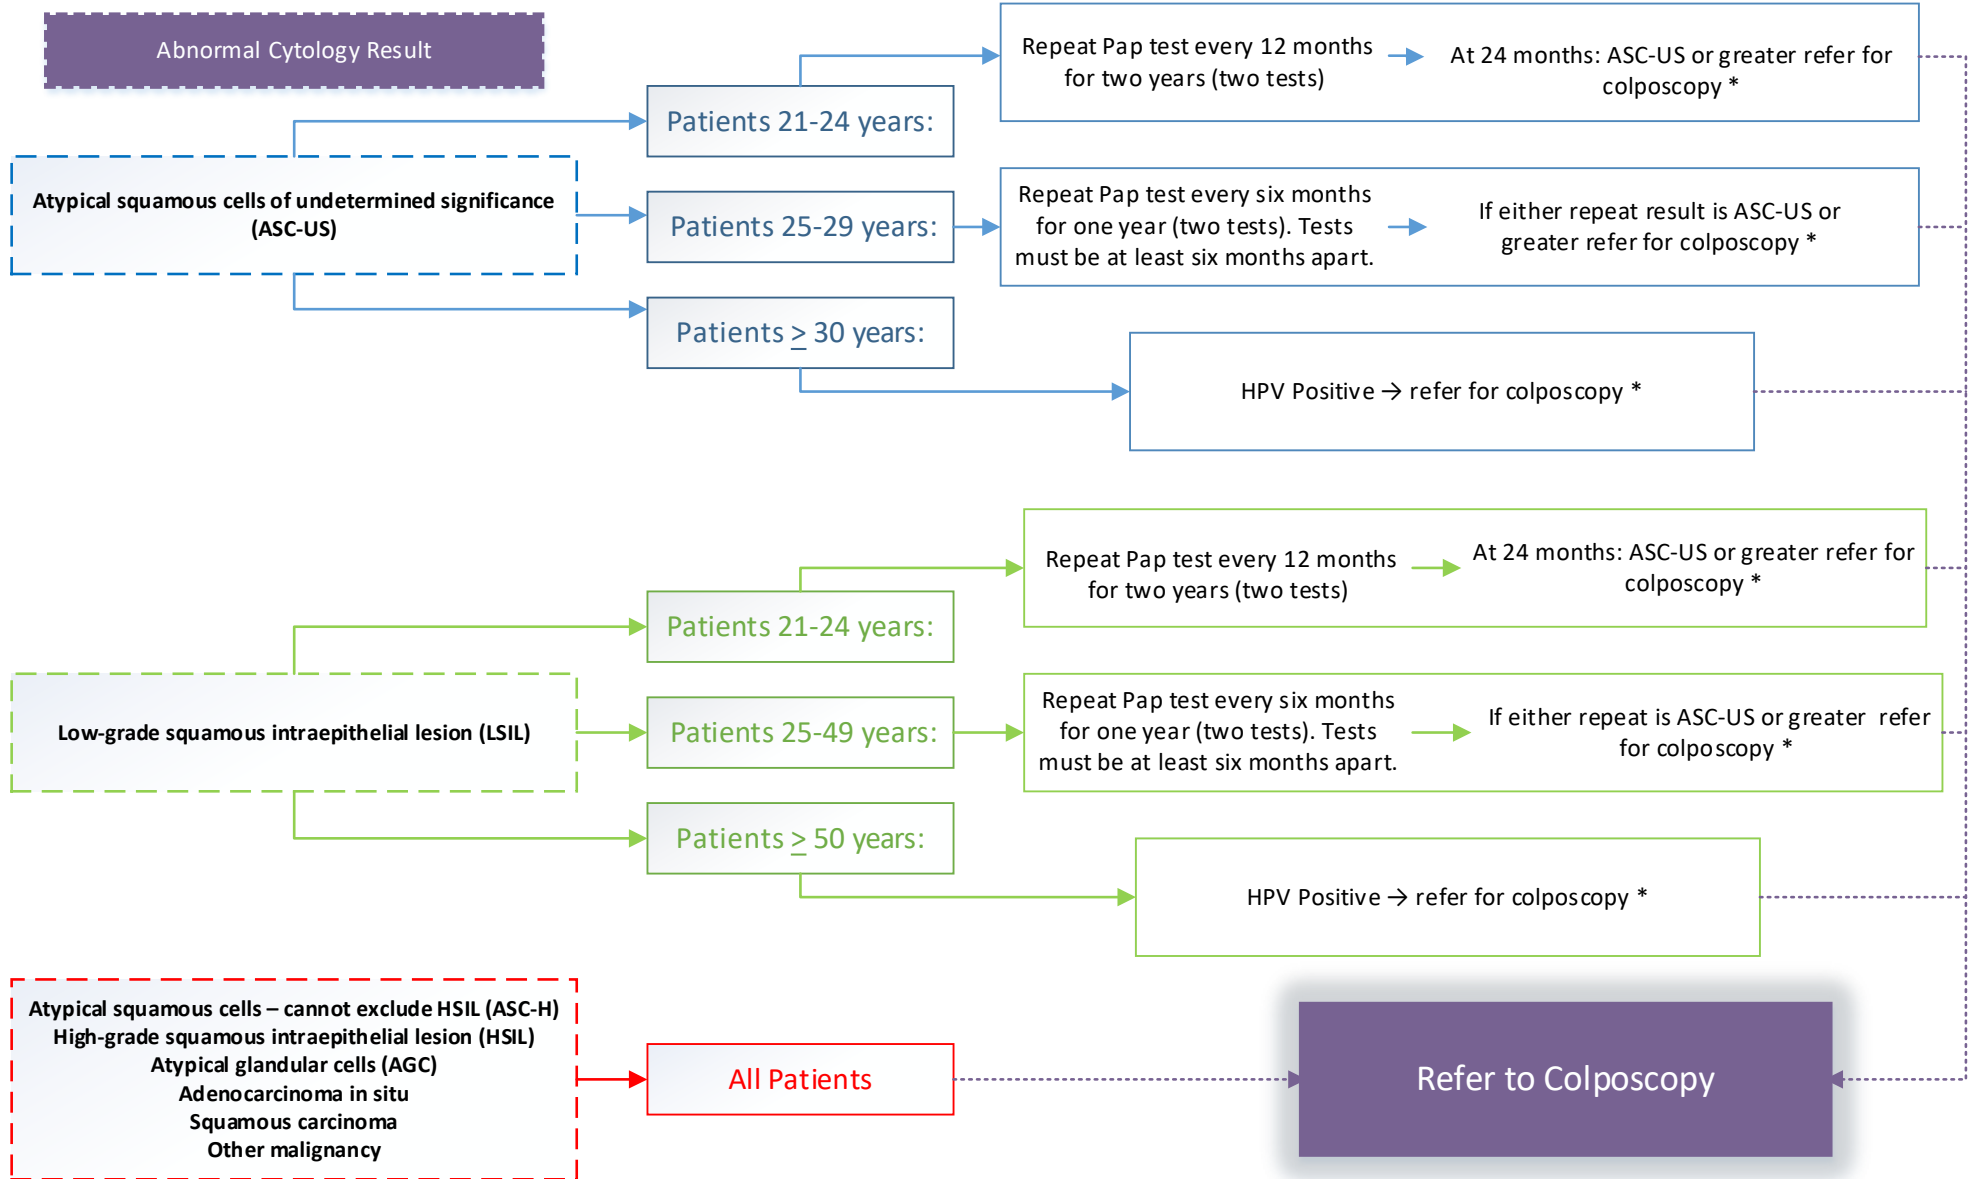 Abnormal Cytology Result
Atypical squamous cells of undetermined significance
(ASC-US)
Patients 21-24 years:
Repeat Pap test every 12 months
for two years (two tests)
At 24 months: ASC-US or greater refer for
colposcopy *
Patients 25-29 years:
Repeat Pap test every six months
for one year (two tests). Tests
must be at least six months apart.
If either repeat result is ASC-US or
greater refer for colposcopy *
Patients ≥ 30 years:
HPV Positive → refer for colposcopy *
Low-grade squamous intraepithelial lesion (LSIL)
Patients 21-24 years:
Repeat Pap test every 12 months
for two years (two tests)
At 24 months: ASC-US or greater refer for
colposcopy *
Patients 25-49 years:
Repeat Pap test every six months
for one year (two tests). Tests
must be at least six months apart.
If either repeat is ASC-US or greater refer
for colposcopy *
Patients ≥ 50 years:
HPV Positive → refer for colposcopy *
Atypical squamous cells – cannot exclude HSIL (ASC-H)
High-grade squamous intraepithelial lesion (HSIL)
Atypical glandular cells (AGC)
Adenocarcinoma in situ
Squamous carcinoma
Other malignancy
All Patients
Refer to Colposcopy